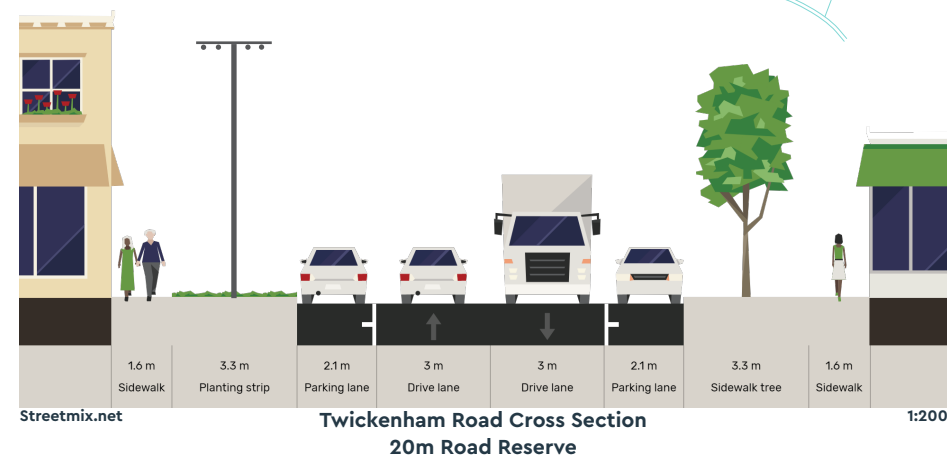 1.6 m 3.3 m 2.1 m 3 m 3 m 2.1 m 3.3 m 1.6 m
Sidewalk Planting strip Parking lane Drive lane Drive lane Parking lane Sidewalk tree Sidewalk
Streetmix.net Twickenham Road Cross Section 1:200
20m Road Reserve